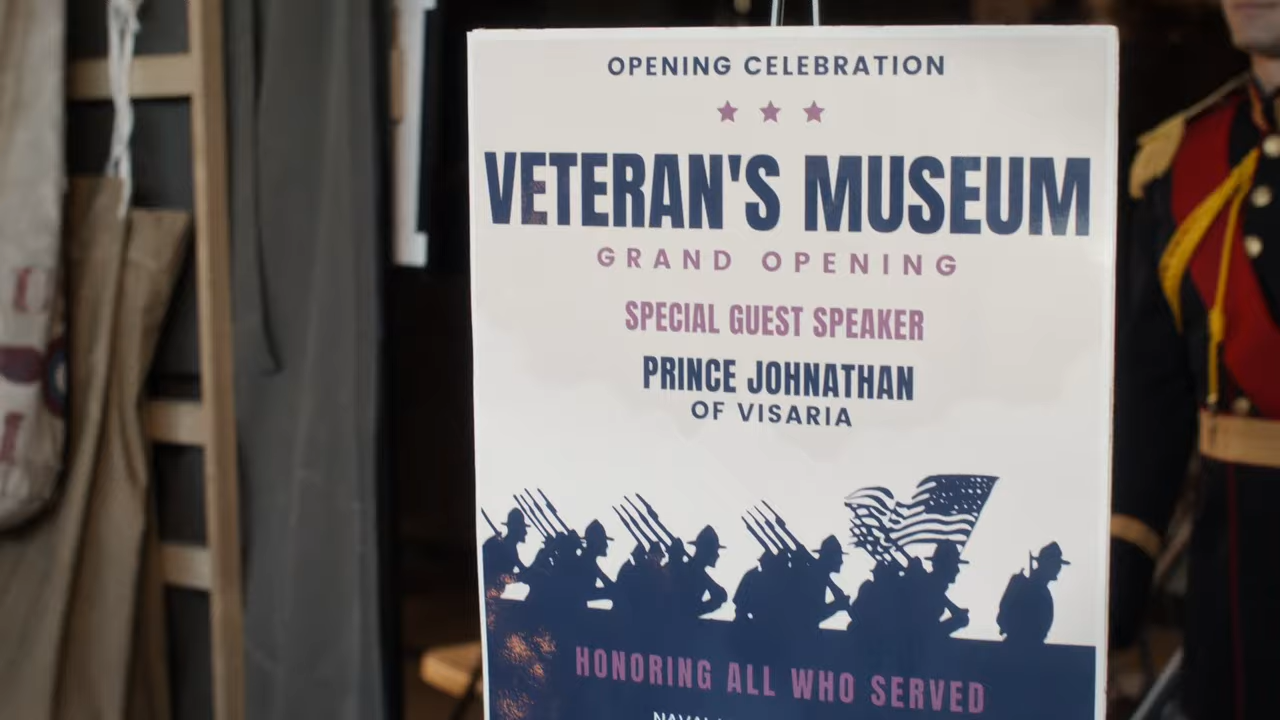 OPENING CELEBRATION
VETERAN'S MUSEUM
GRAND OPENING
SPECIAL GUEST SPEAKER
PRINCE JOHNATHAN
OF VISARIA
HONORING ALL WHO SERVED